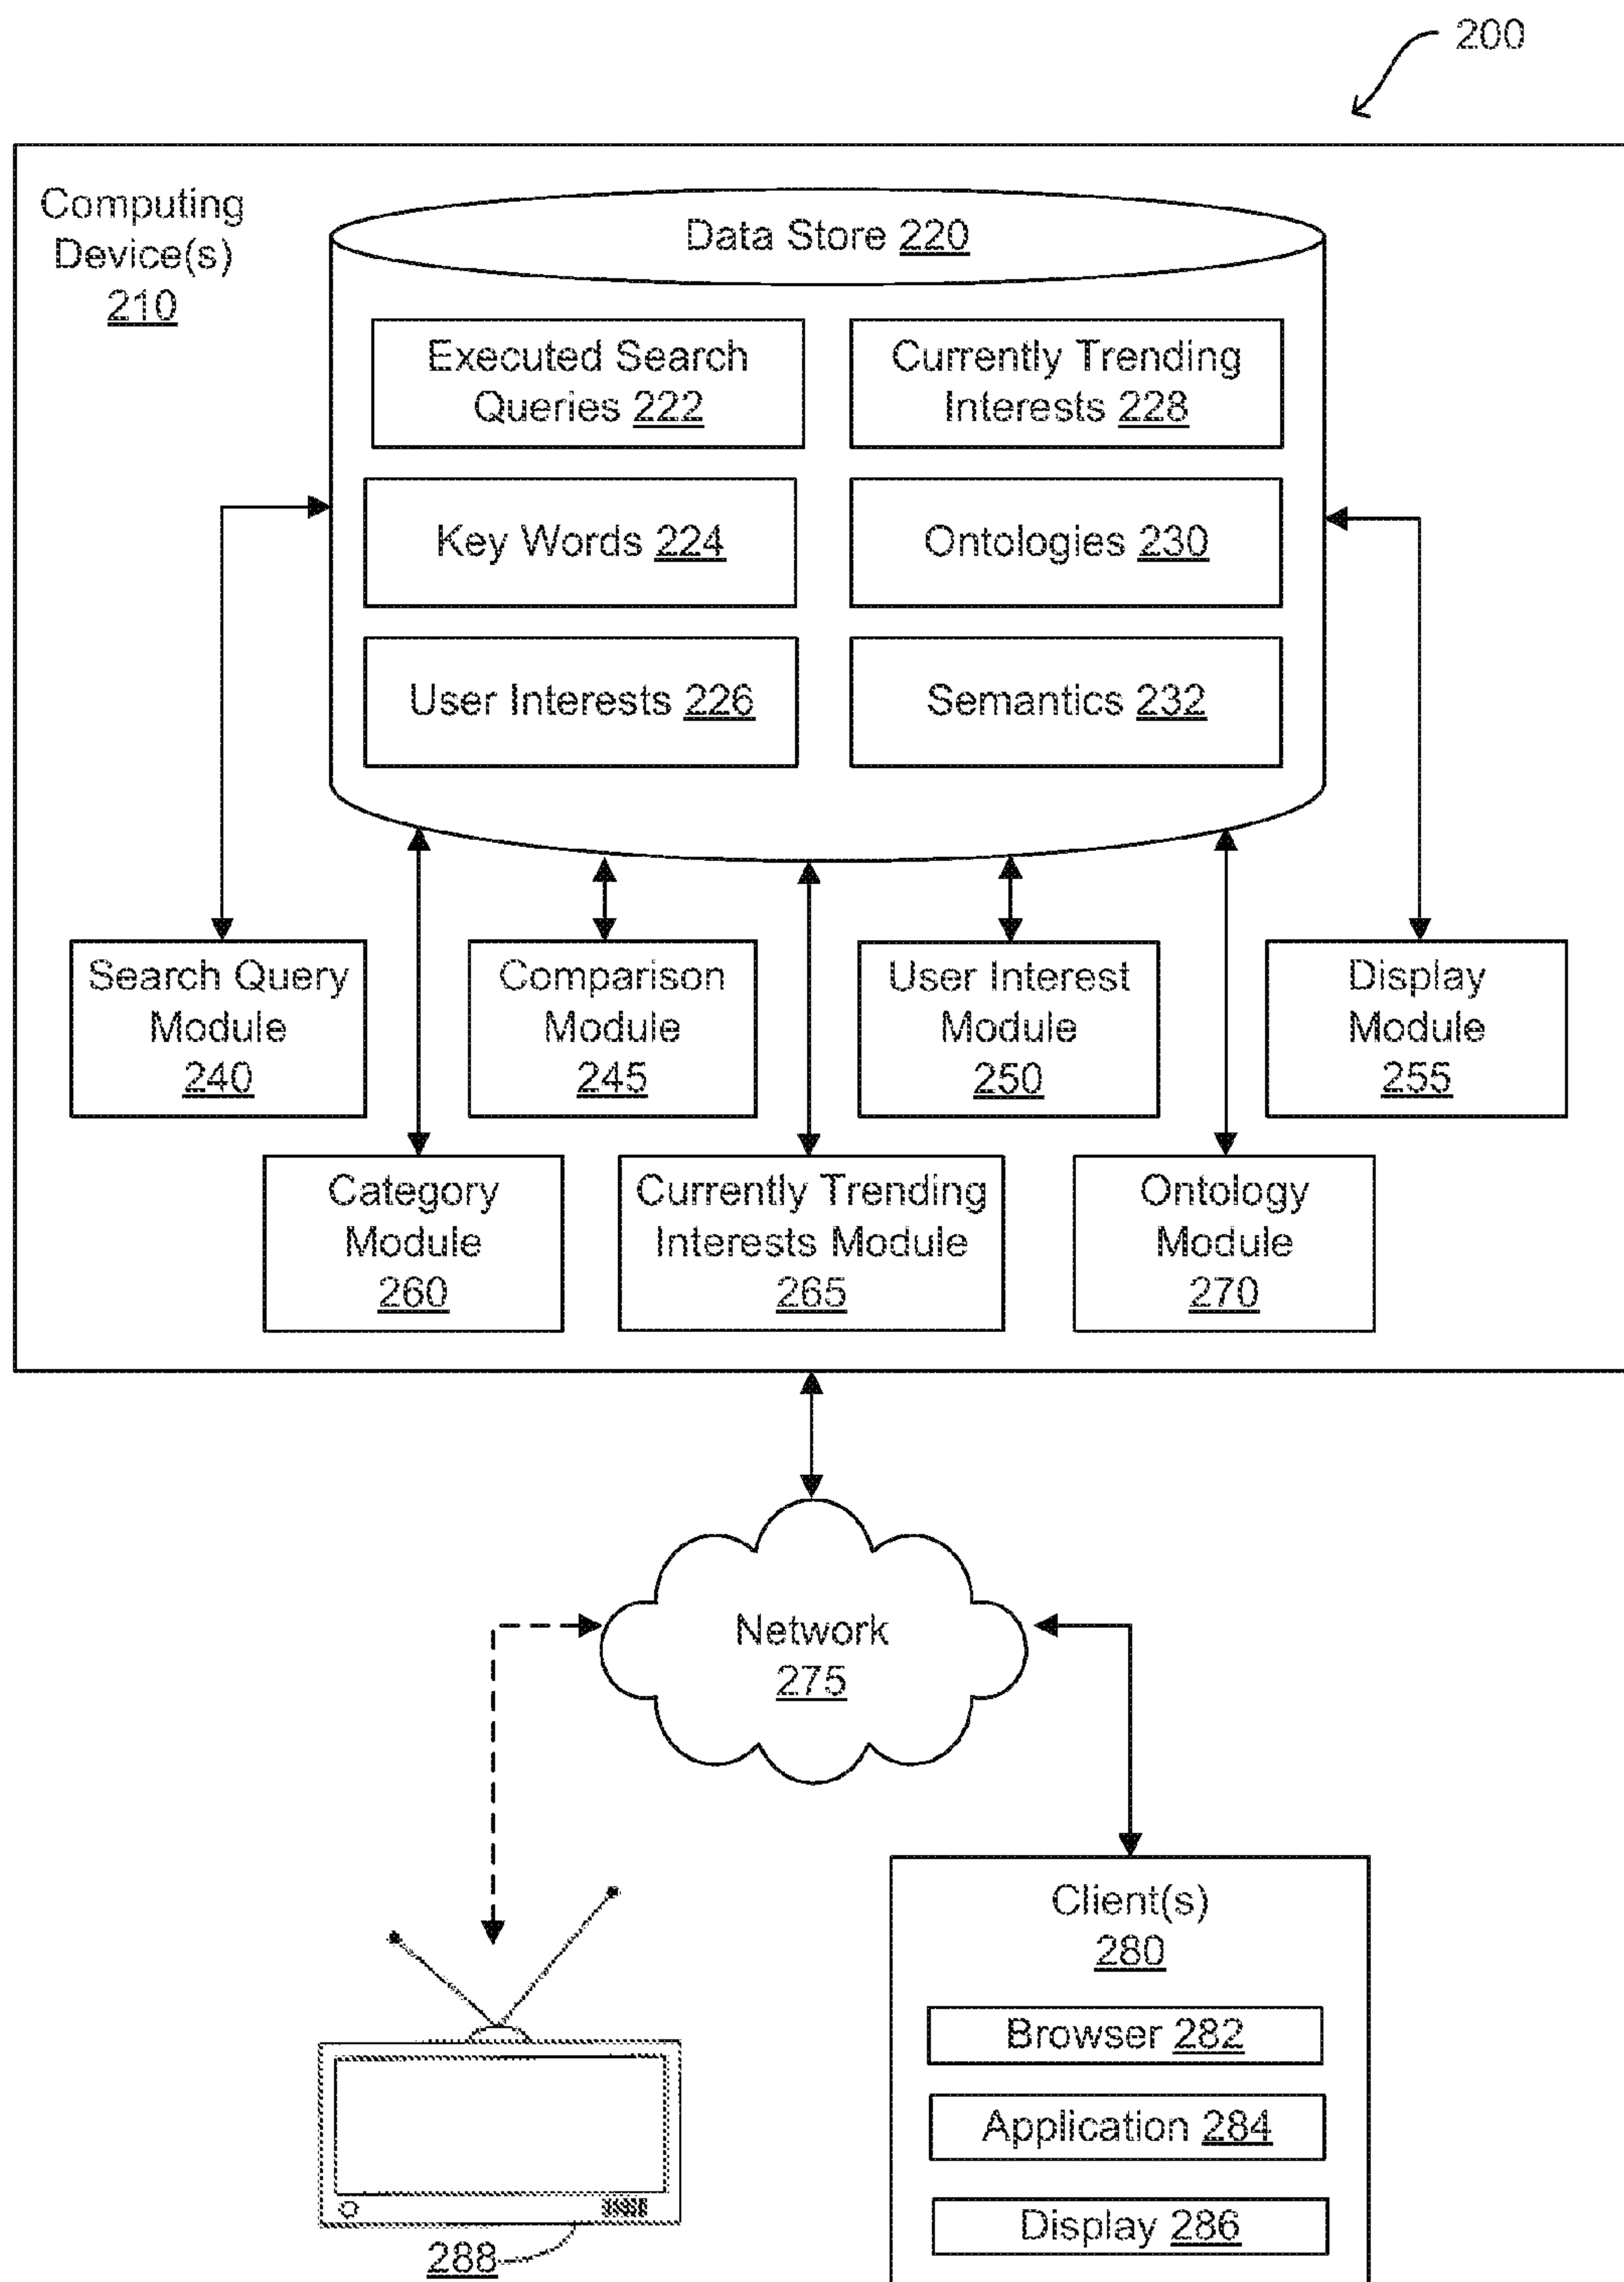 200
Computing
Device(s)
210
Data Store 220
Executed Search
Queries 222
Currently Trending
Interests 228
Key Words 224
Ontologies 230
User Interests 226
Semantics 232
Search Query
Module
240
Comparison
Module
245
User Interest
Module
250
Display
Module
255
Category
Module
260
Currently Trending
Interests Module
265
Ontology
Module
270
Network
275
Client(s)
280
Browser 282
Application 284
Display 286
288